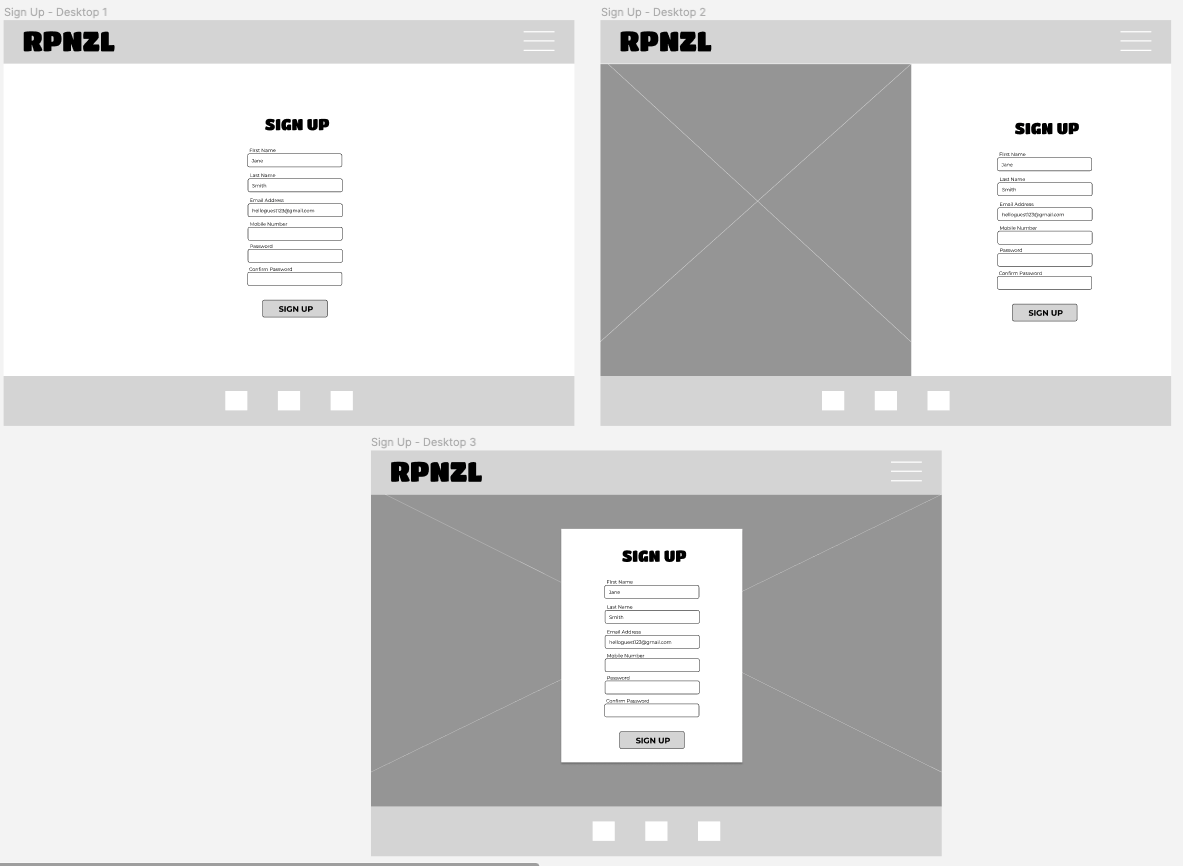 Sign Up - Desktop 1
RPNZL
SIGN UP
First Name
Jane
Last Name
Smith
Email Address
helloguest123@gmail.com
Mobile Number
Password
Confirm Password
SIGN UP
Sign Up - Desktop 2
RPNZL
SIGN UP
First Name
Jane
Last Name
Smith
Email Address
helloguest123@gmail.com
Mobile Number
Password
Confirm Password
SIGN UP
Sign Up - Desktop 3
RPNZL
SIGN UP
First Name
Jane
Last Name
Smith
Email Address
helloguest123@gmail.com
Mobile Number
Password
Confirm Password
SIGN UP